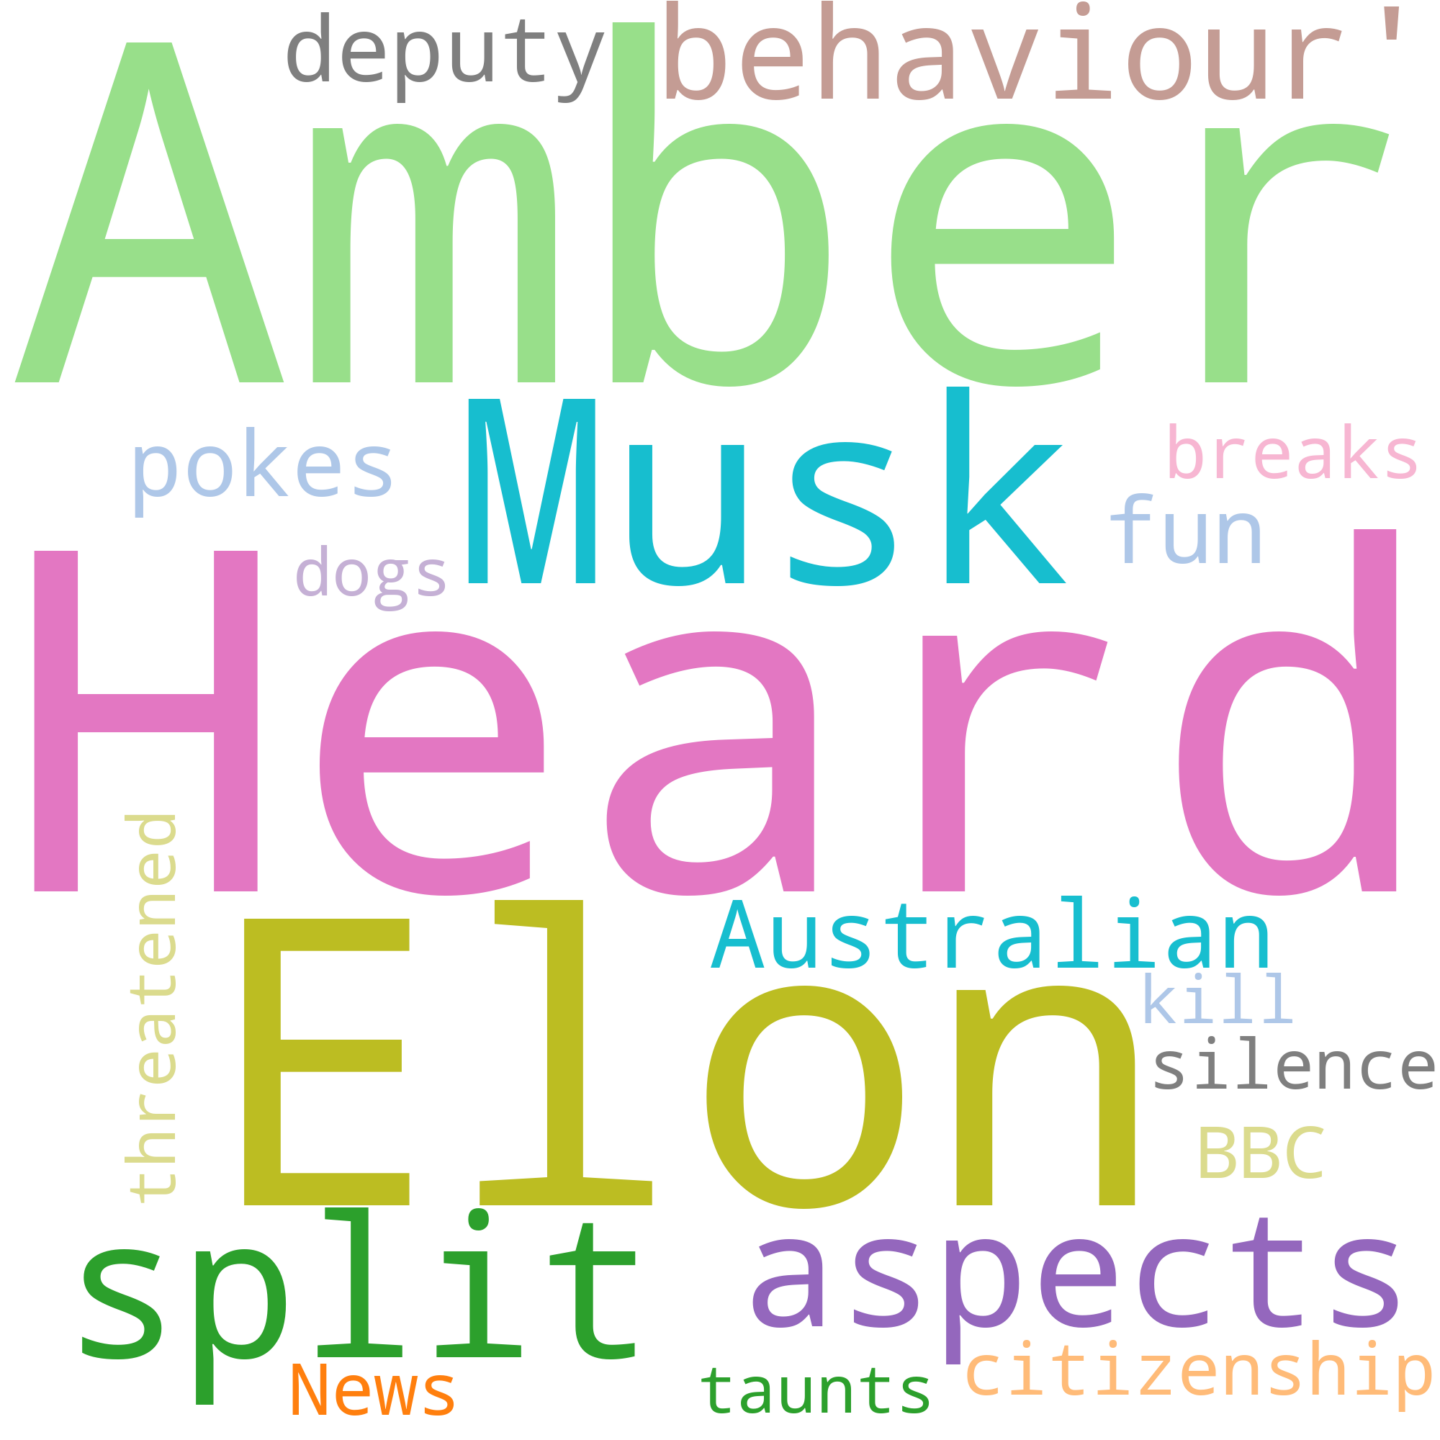 deputy behaviour'
Amber
pokes Musk breaks
fun
dogs
Heard
threatened
Elon
Australian
kill
silence
BBC
split aspects
News taunts citizenship